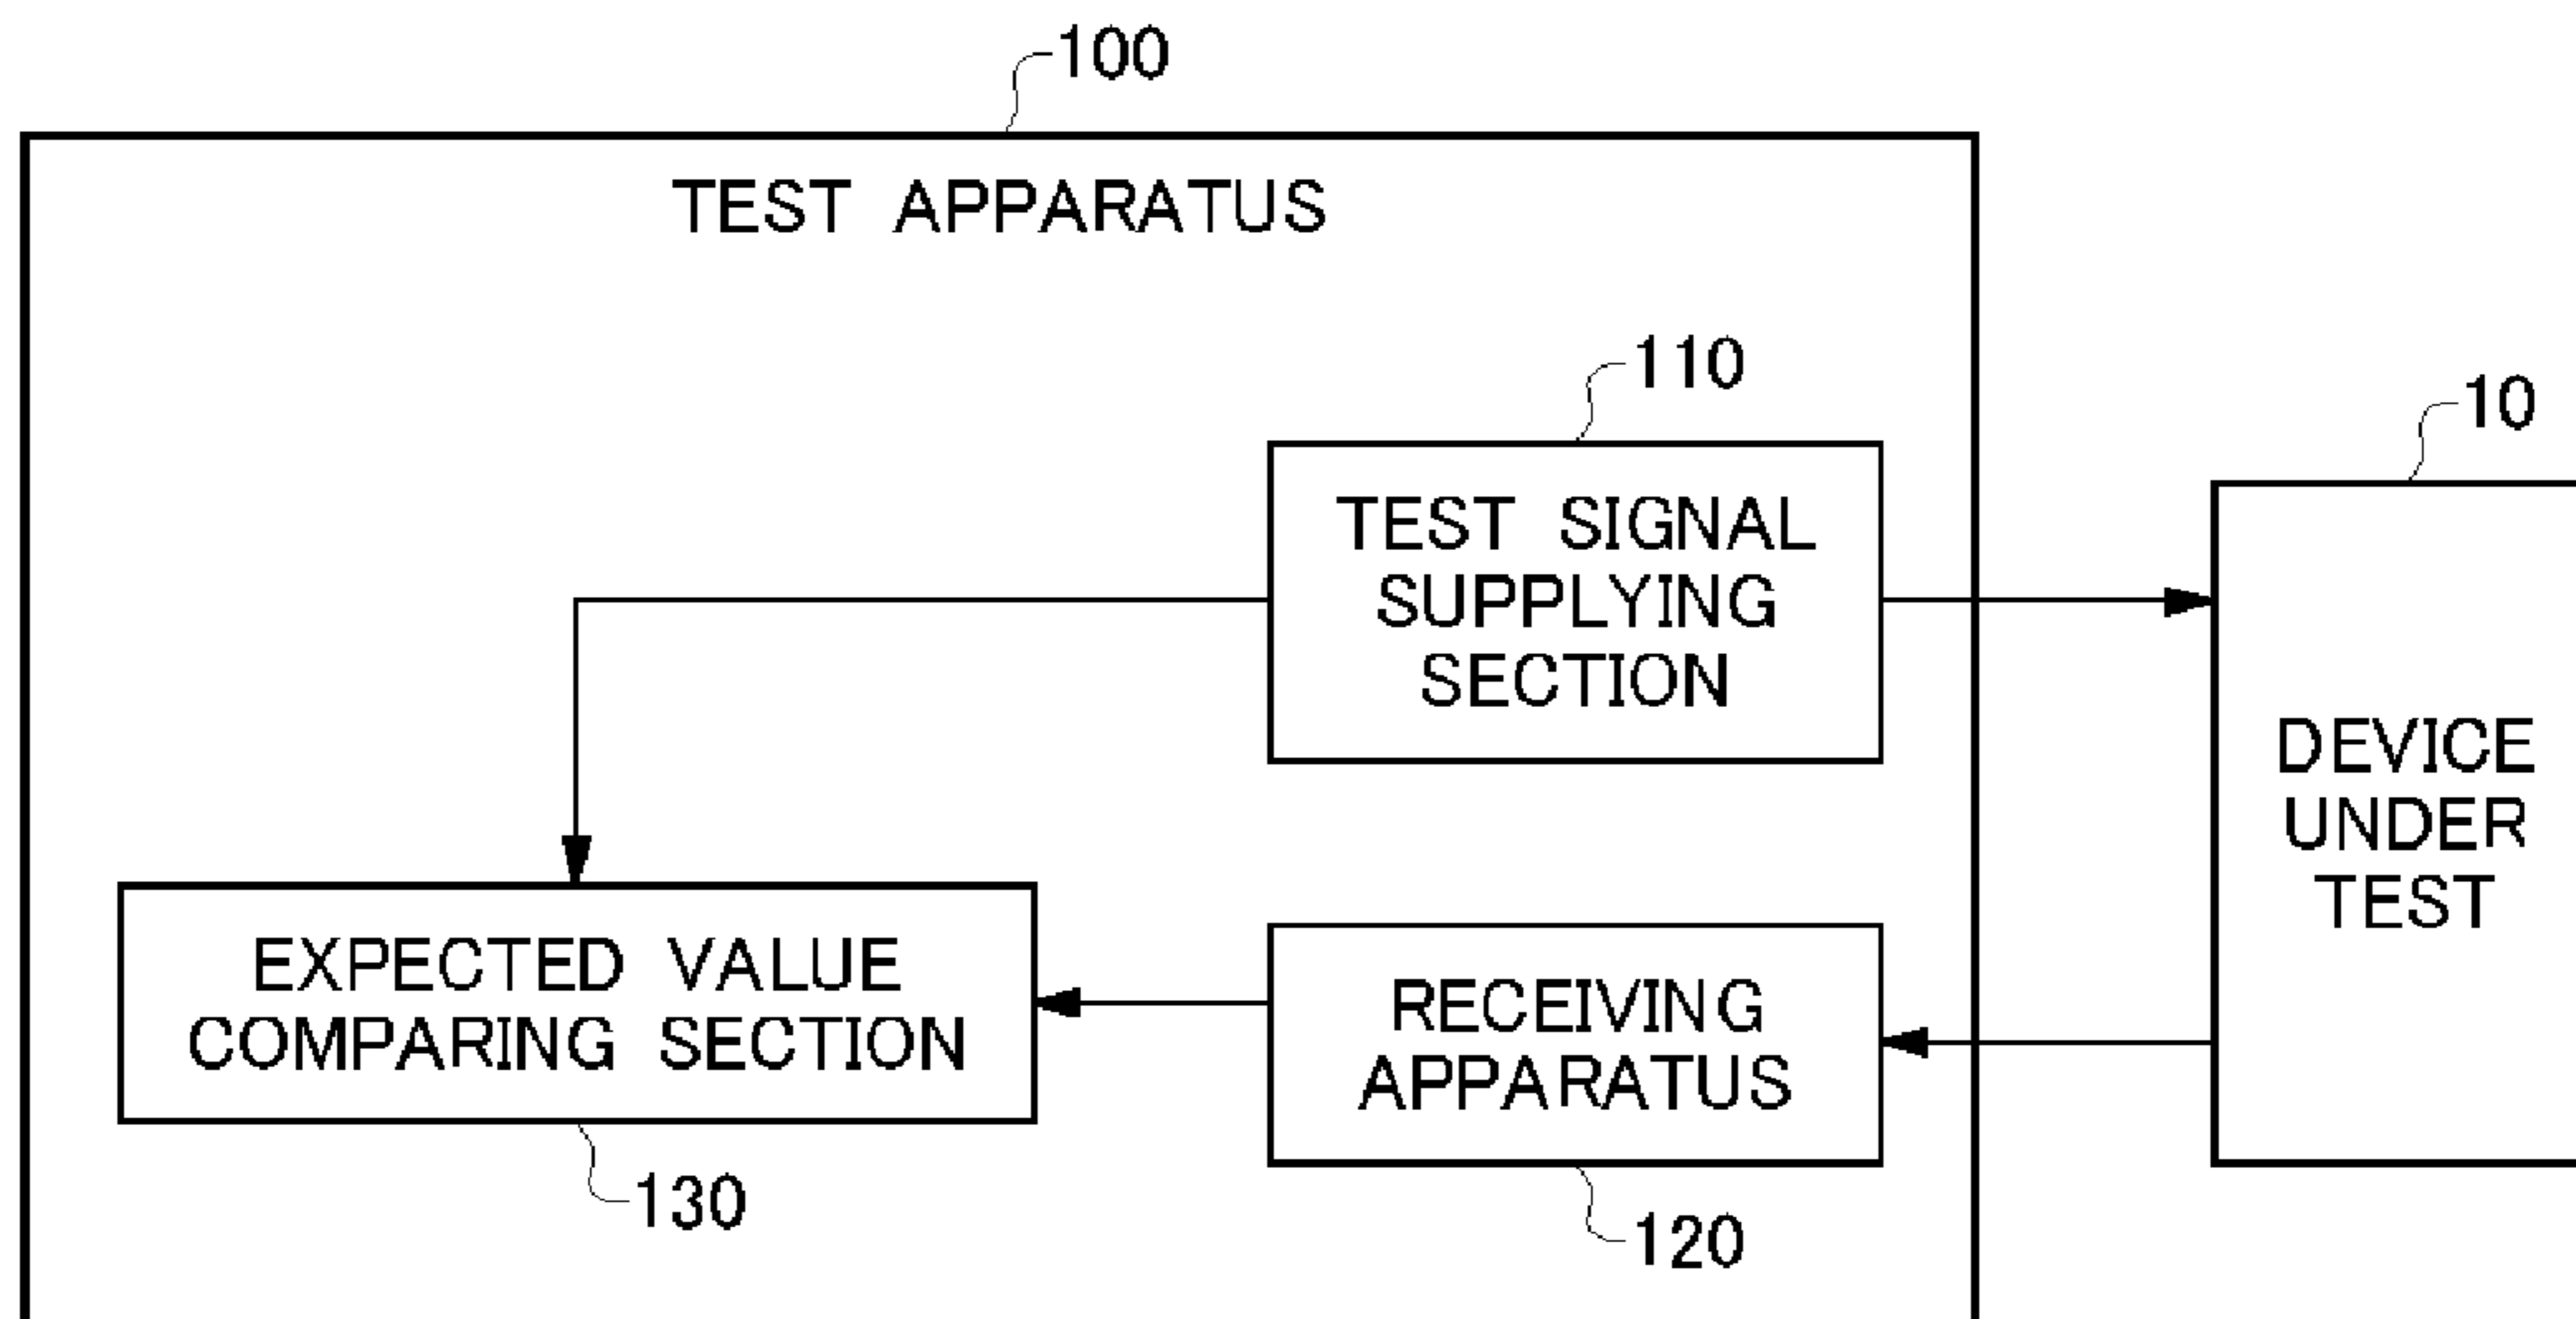 100
TEST APPARATUS
110
TEST SIGNAL
SUPPLYING
SECTION
10
DEVICE
UNDER
TEST
EXPECTED VALUE
COMPARING SECTION
130
RECEIVING
APPARATUS
120